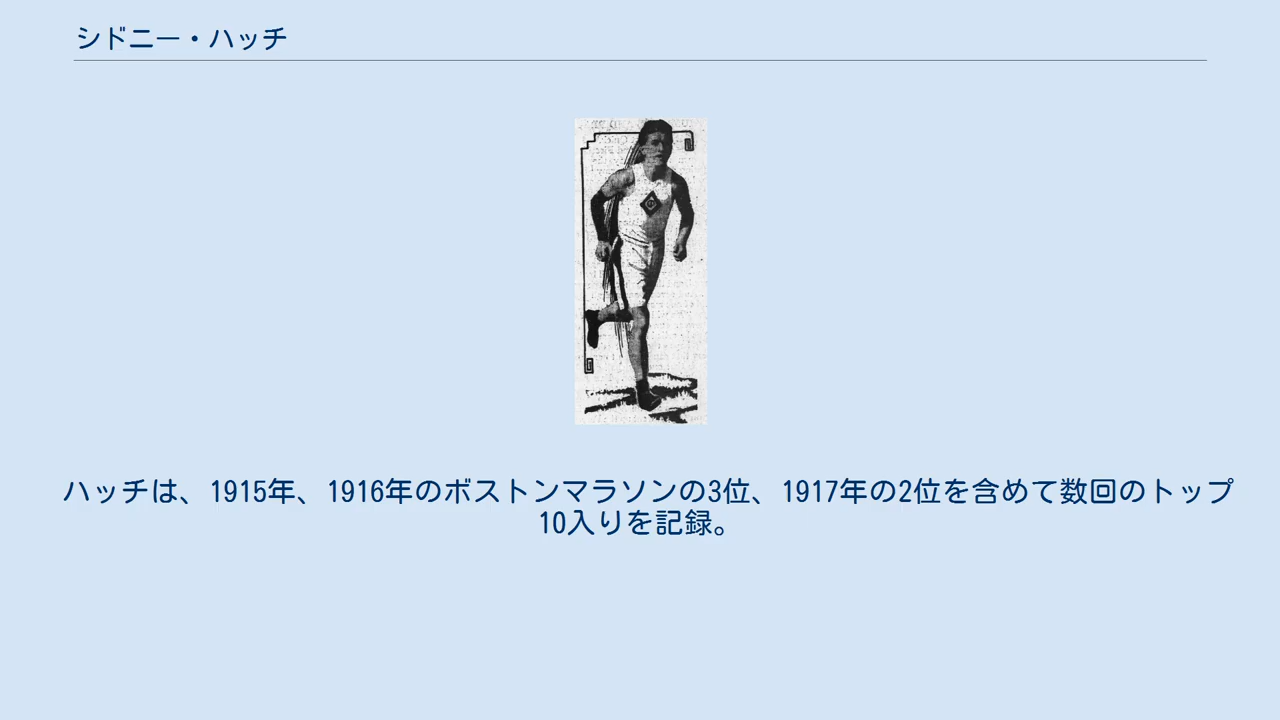 シドニー・ハッチ
ハッチは、1915年、1916年のボストンマラソンの3位、1917年の2位を含めて数回のトップ
10入りを記録。